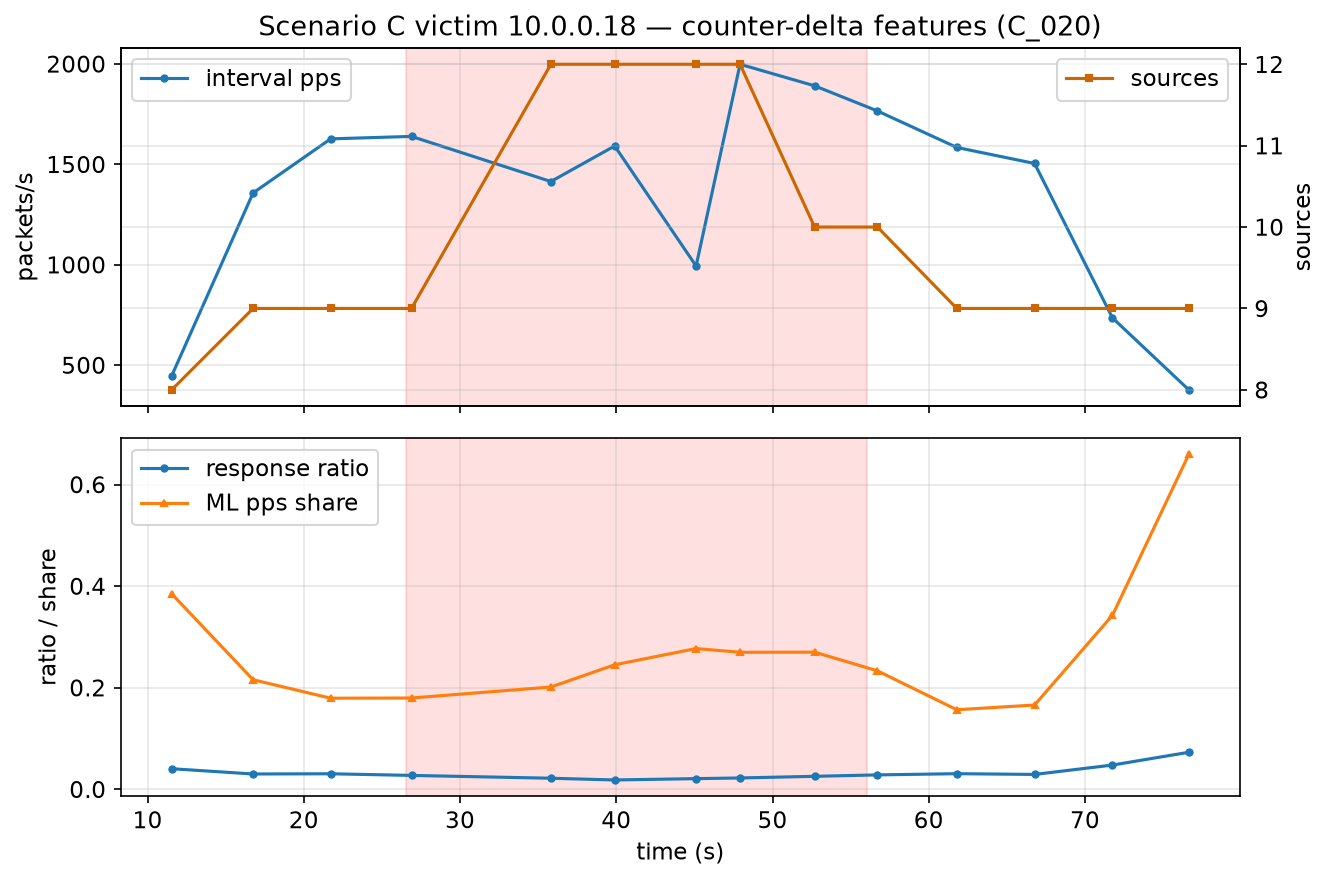 Scenario C victim 10.0.0.18 — counter-delta features (C_020)
interval pps
sources
2000
1500
1000
500
packets/s
12
11
10
9
8
sources
response ratio
ML pps share
0.6
0.4
0.2
0.0
ratio / share
10 20 30 40 50 60 70
time (s)